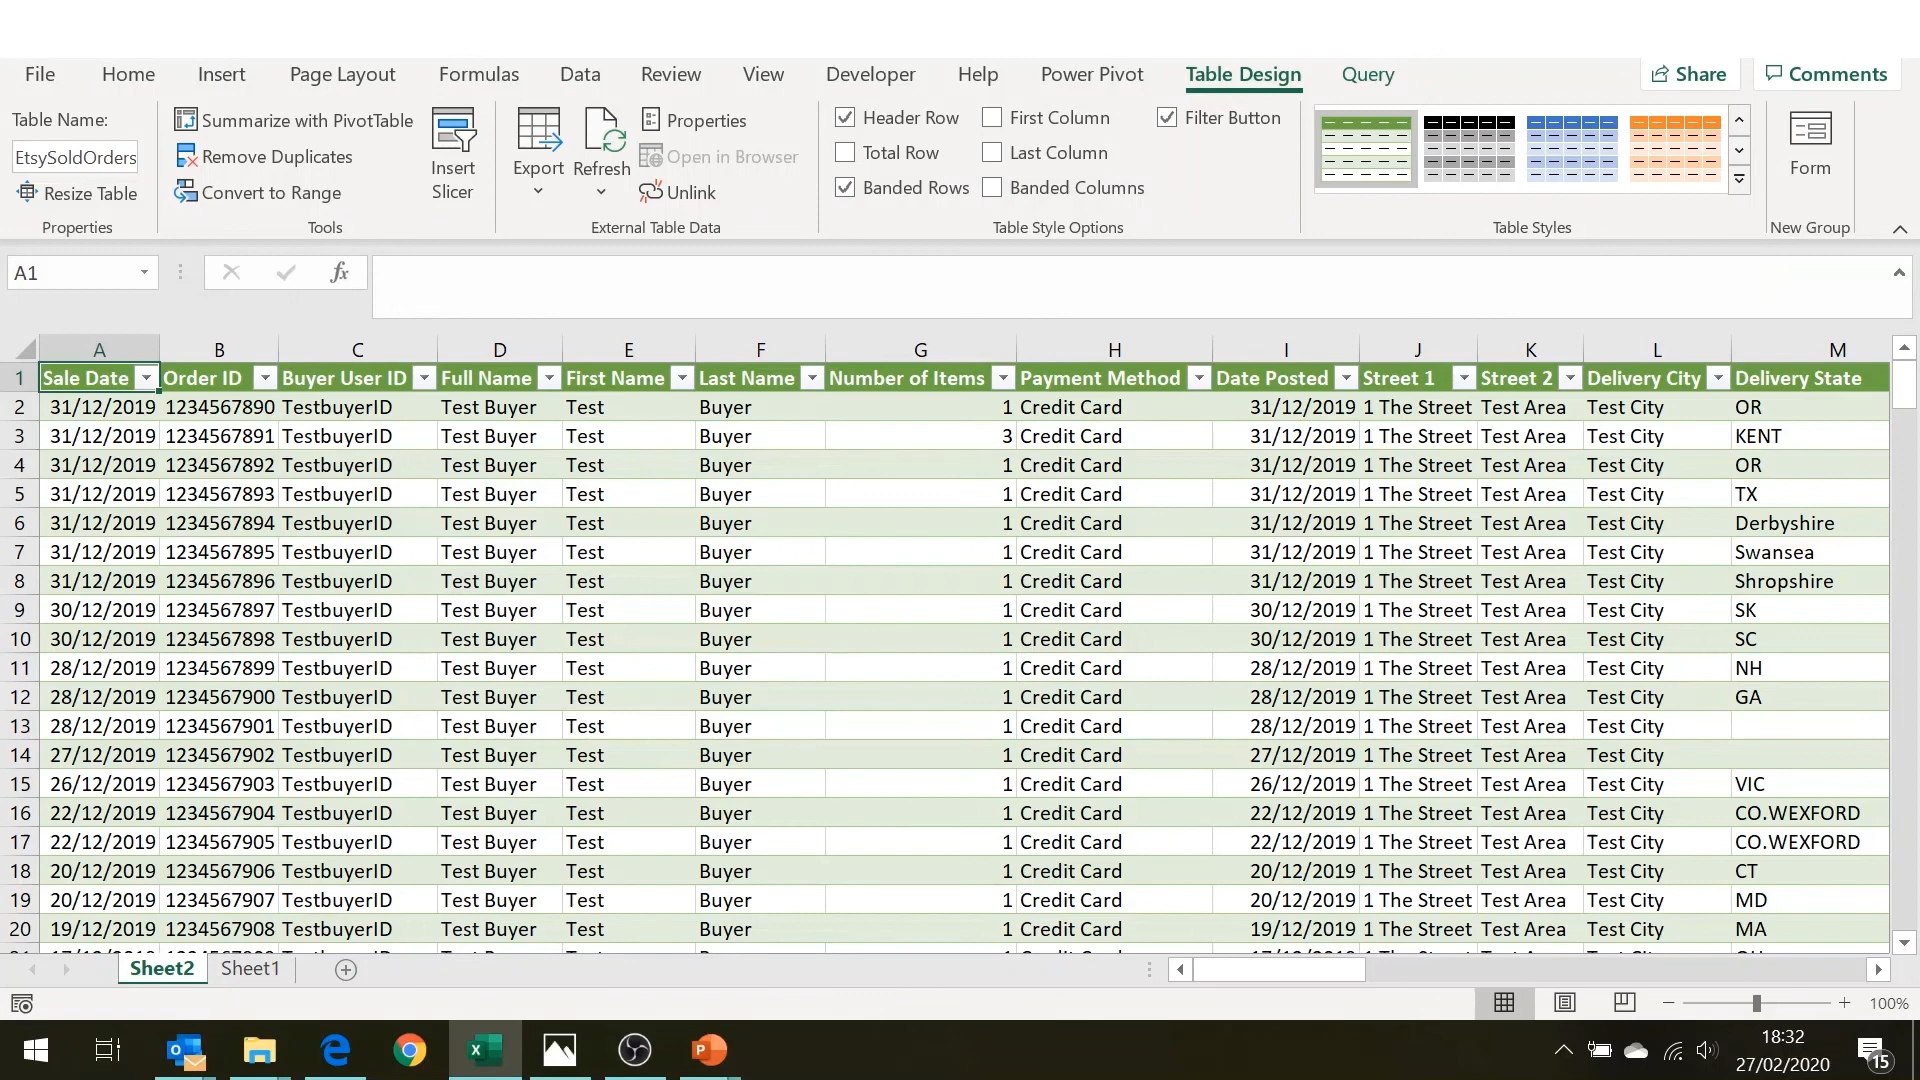 File Home Insert Page Layout Formulas Data Review View Developer Help Power Pivot Table Design Query Share Comments
Table Name:
EtsySoldOrders
Resize Table
Properties
Summarize with PivotTable
Remove Duplicates
Convert to Range
Tools
Insert
Slicer
Export
Refresh
Properties
Open in Browser
Unlink
External Table Data
Header Row First Column Filter Button
Total Row Last Column
Banded Rows Banded Columns
Table Style Options
Table Styles
Form
New Group
A1 fx
A B C D E F G H I J K L M
1 Sale Date Order ID Buyer User ID Full Name First Name Last Name Number of Items Payment Method Date Posted Street 1 Street 2 Delivery City Delivery State
2 31/12/2019 1234567890 TestbuyerID Test Buyer Test Buyer 1 Credit Card 31/12/2019 1 The Street Test Area Test City OR
3 31/12/2019 1234567891 TestbuyerID Test Buyer Test Buyer 3 Credit Card 31/12/2019 1 The Street Test Area Test City KENT
4 31/12/2019 1234567892 TestbuyerID Test Buyer Test Buyer 1 Credit Card 31/12/2019 1 The Street Test Area Test City OR
5 31/12/2019 1234567893 TestbuyerID Test Buyer Test Buyer 1 Credit Card 31/12/2019 1 The Street Test Area Test City TX
6 31/12/2019 1234567894 TestbuyerID Test Buyer Test Buyer 1 Credit Card 31/12/2019 1 The Street Test Area Test City Derbyshire
7 31/12/2019 1234567895 TestbuyerID Test Buyer Test Buyer 1 Credit Card 31/12/2019 1 The Street Test Area Test City Swansea
8 31/12/2019 1234567896 TestbuyerID Test Buyer Test Buyer 1 Credit Card 31/12/2019 1 The Street Test Area Test City Shropshire
9 30/12/2019 1234567897 TestbuyerID Test Buyer Test Buyer 1 Credit Card 30/12/2019 1 The Street Test Area Test City SK
10 30/12/2019 1234567898 TestbuyerID Test Buyer Test Buyer 1 Credit Card 30/12/2019 1 The Street Test Area Test City SC
11 28/12/2019 1234567899 TestbuyerID Test Buyer Test Buyer 1 Credit Card 28/12/2019 1 The Street Test Area Test City NH
12 28/12/2019 1234567900 TestbuyerID Test Buyer Test Buyer 1 Credit Card 28/12/2019 1 The Street Test Area Test City GA
13 28/12/2019 1234567901 TestbuyerID Test Buyer Test Buyer 1 Credit Card 28/12/2019 1 The Street Test Area Test City
14 27/12/2019 1234567902 TestbuyerID Test Buyer Test Buyer 1 Credit Card 27/12/2019 1 The Street Test Area Test City
15 26/12/2019 1234567903 TestbuyerID Test Buyer Test Buyer 1 Credit Card 26/12/2019 1 The Street Test Area Test City VIC
16 22/12/2019 1234567904 TestbuyerID Test Buyer Test Buyer 1 Credit Card 22/12/2019 1 The Street Test Area Test City CO.WEXFORD
17 22/12/2019 1234567905 TestbuyerID Test Buyer Test Buyer 1 Credit Card 22/12/2019 1 The Street Test Area Test City CO.WEXFORD
18 20/12/2019 1234567906 TestbuyerID Test Buyer Test Buyer 1 Credit Card 20/12/2019 1 The Street Test Area Test City CT
19 20/12/2019 1234567907 TestbuyerID Test Buyer Test Buyer 1 Credit Card 20/12/2019 1 The Street Test Area Test City MD
20 19/12/2019 1234567908 TestbuyerID Test Buyer Test Buyer 1 Credit Card 19/12/2019 1 The Street Test Area Test City MA
Sheet2 Sheet1
100%
18:32
27/02/2020
15